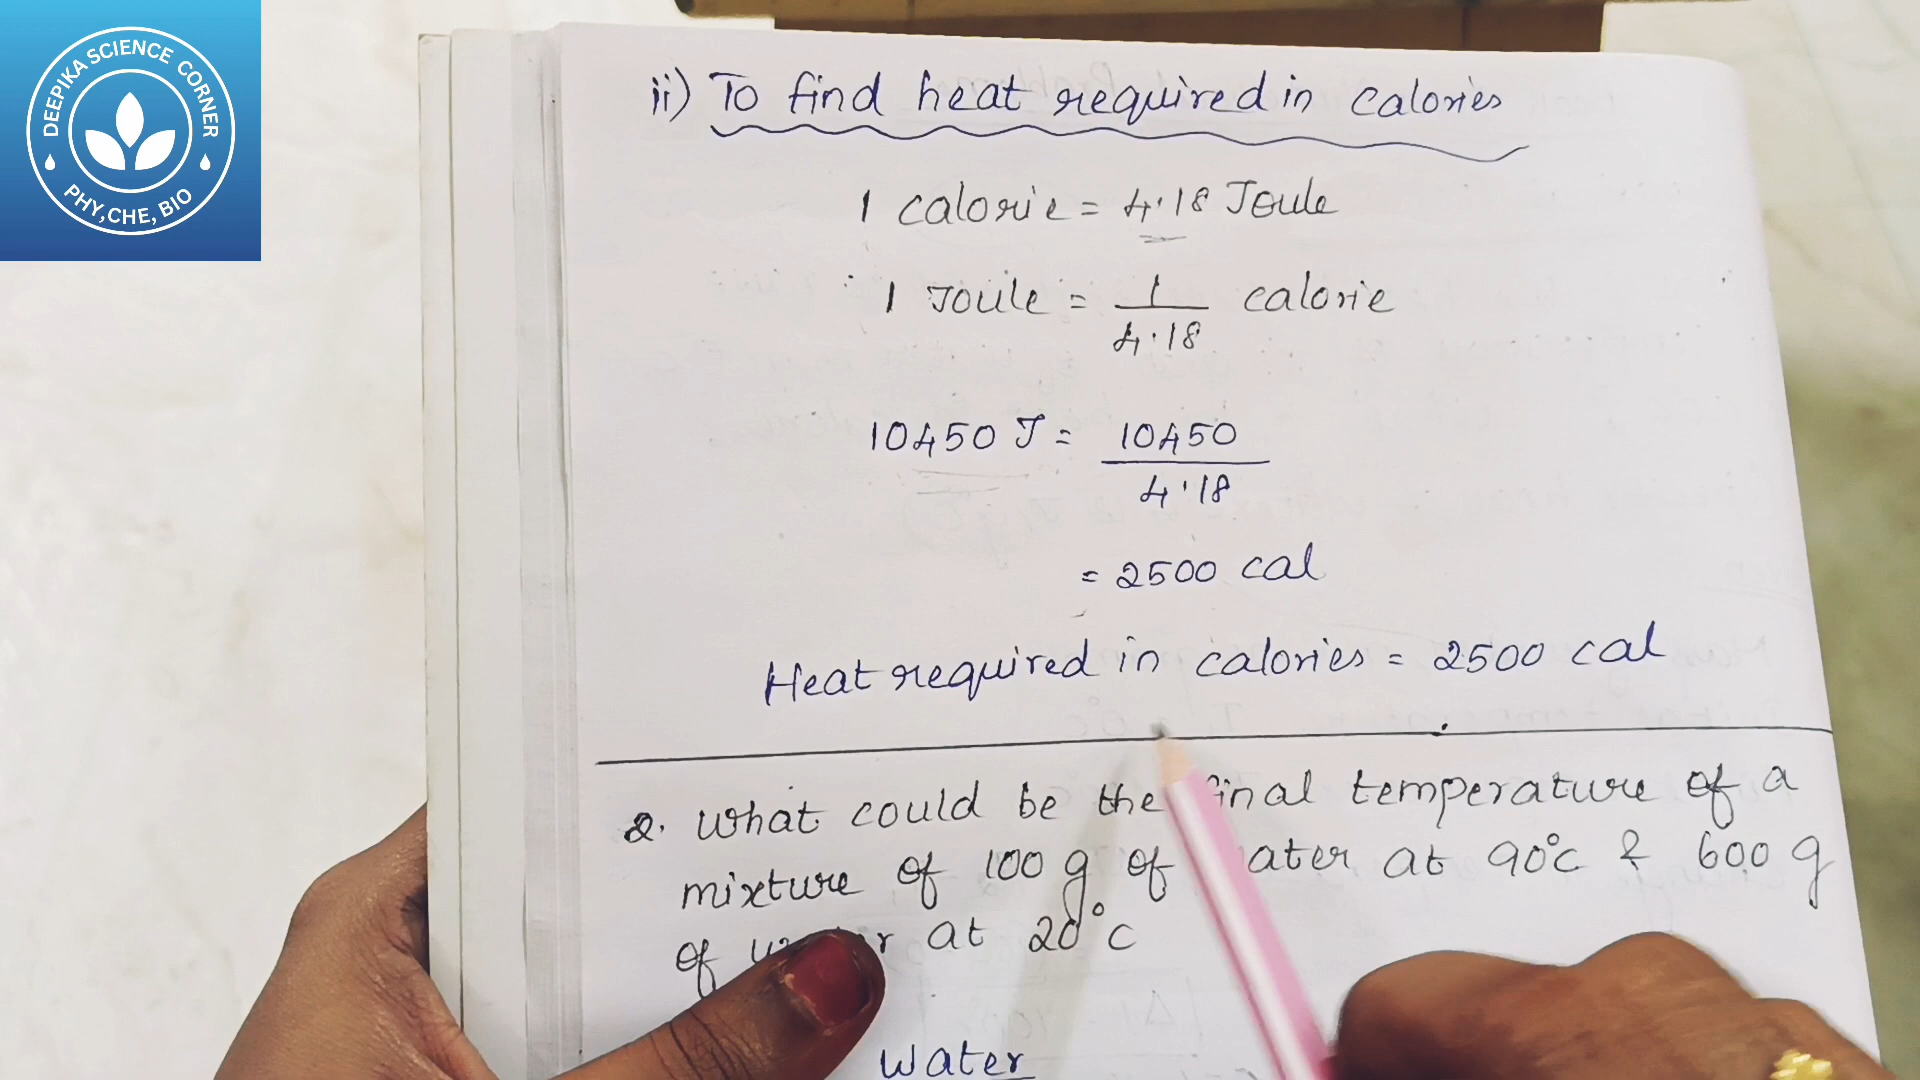 DEEPIKA SCIENCE CORNER
PHY,CHE, BIO
ii) To find heat required in calories
1 calorie = 4.18 Joule
1 Joule = 1/4.18 calorie
10450 J = 10450/4.18
= 2500 cal
Heat required in calories = 2500 cal
2. What could be the final temperature of a
mixture of 100 g of water at 90°c & 600 g
of water at 20°c
Water